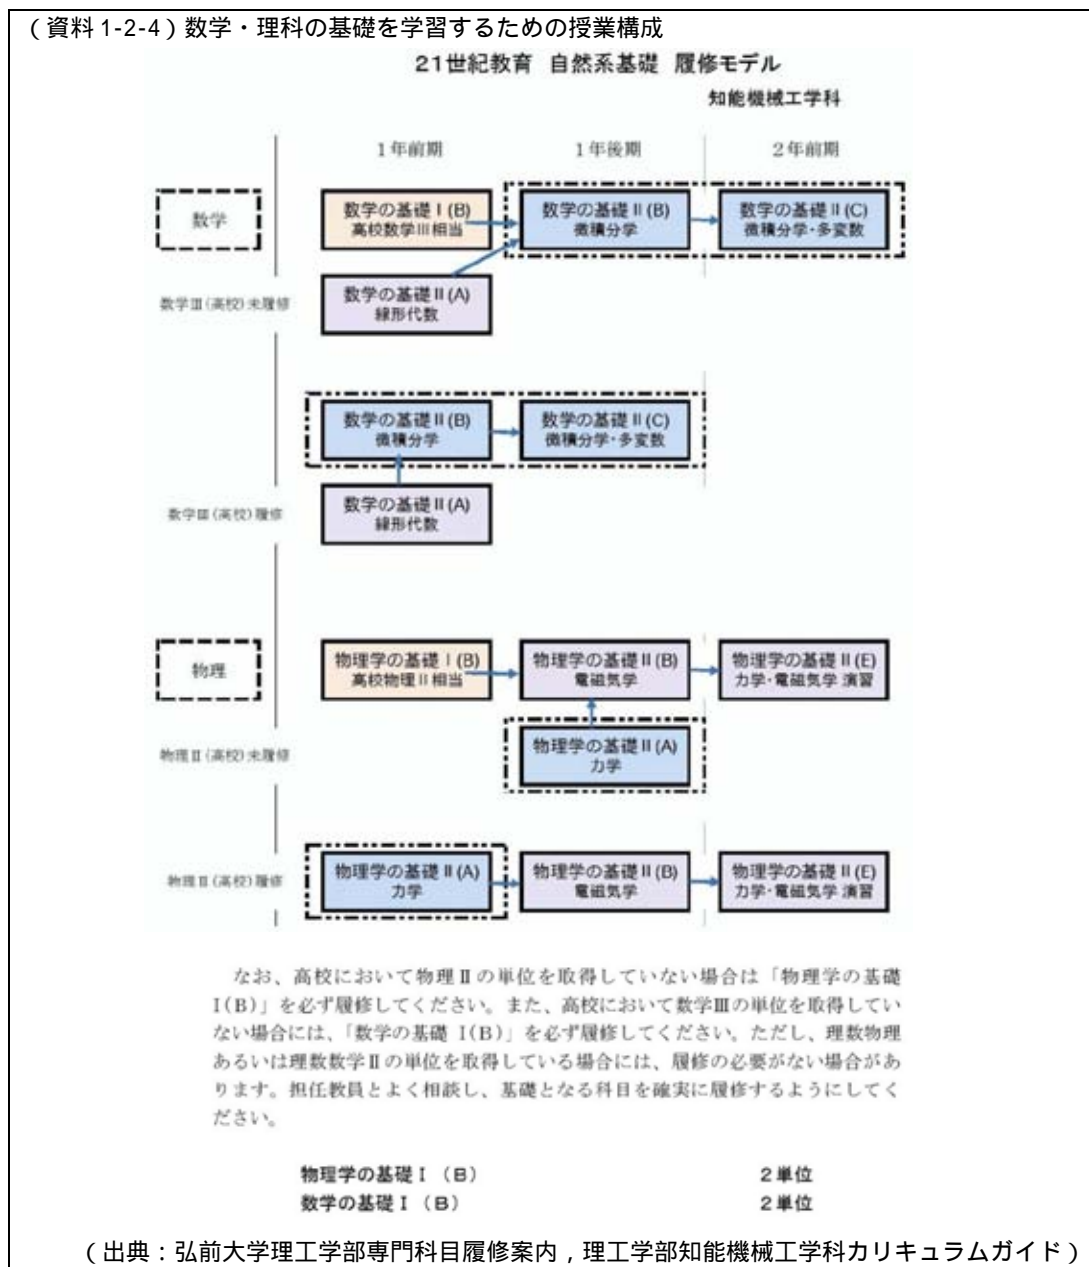 （資料 1-2-4）数学・理科の基礎を学習するための授業構成
21世紀教育 自然系基礎 履修モデル
知能機械工学科
1年前期
1年後期
2年前期
数学
数学の基礎 I (B)
高校数学III相当
数学の基礎 II (B)
微積分学
数学の基礎 II (C)
微積分学・多変数
数学Ⅲ(高校)未履修
数学の基礎 II (A)
線形代数
数学の基礎 II (B)
微積分学
数学の基礎 II (C)
微積分学・多変数
数学Ⅲ(高校)履修
数学の基礎 II (A)
線形代数
物理
物理学の基礎 I (B)
高校物理II相当
物理学の基礎 II (B)
電磁気学
物理学の基礎 II (E)
力学・電磁気学 演習
物理Ⅱ(高校)未履修
物理学の基礎 II (A)
力学
物理Ⅱ(高校)履修
物理学の基礎 II (A)
力学
物理学の基礎 II (B)
電磁気学
物理学の基礎 II (E)
力学・電磁気学 演習
なお、高校において物理Ⅱの単位を取得していない場合は「物理学の基礎
I(B)」を必ず履修してください。また、高校において数学Ⅲの単位を取得してい
ない場合には、「数学の基礎 I(B)」を必ず履修してください。ただし、理数物理
あるいは理数数学Ⅱの単位を取得している場合には、履修の必要がない場合があ
ります。担任教員とよく相談し、基礎となる科目を確実に履修するようにしてく
ださい。
物理学の基礎Ⅰ（B） 2単位
数学の基礎Ⅰ（B） 2単位
（出典：弘前大学理工学部専門科目履修案内，理工学部知能機械工学科カリキュラムガイド）